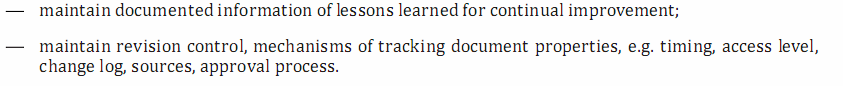 — maintain documented information of lessons learned for continual improvement;
— maintain revision control, mechanisms of tracking document properties, e.g. timing, access level,
change log, sources, approval process.